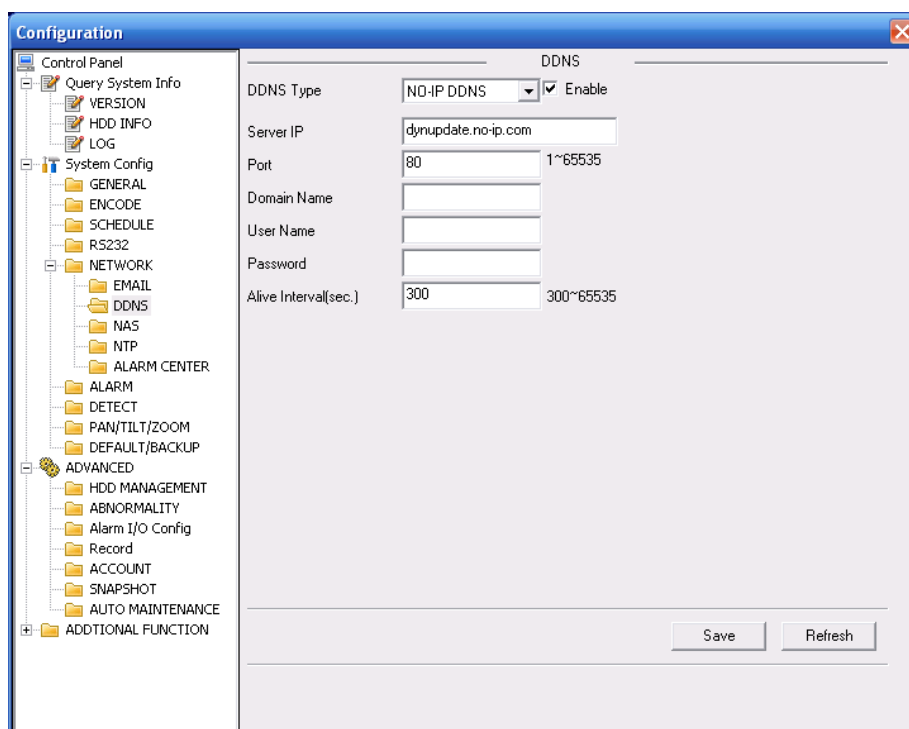 Configuration
Control Panel
Query System Info
VERSION
HDD INFO
LOG
System Config
GENERAL
ENCODE
SCHEDULE
RS232
NETWORK
EMAIL
DDNS
NAS
NTP
ALARM CENTER
ALARM
DETECT
PAN/TILT/ZOOM
DEFAULT/BACKUP
ADVANCED
HDD MANAGEMENT
ABNORMALITY
Alarm I/O Config
Record
ACCOUNT
SNAPSHOT
AUTO MAINTENANCE
ADDTIONAL FUNCTION
DDNS
DDNS Type NO-IP DDNS Enable
Server IP dynupdate.no-ip.com
Port 80 1~65535
Domain Name
User Name
Password
Alive Interval(sec.) 300 300~65535
Save Refresh